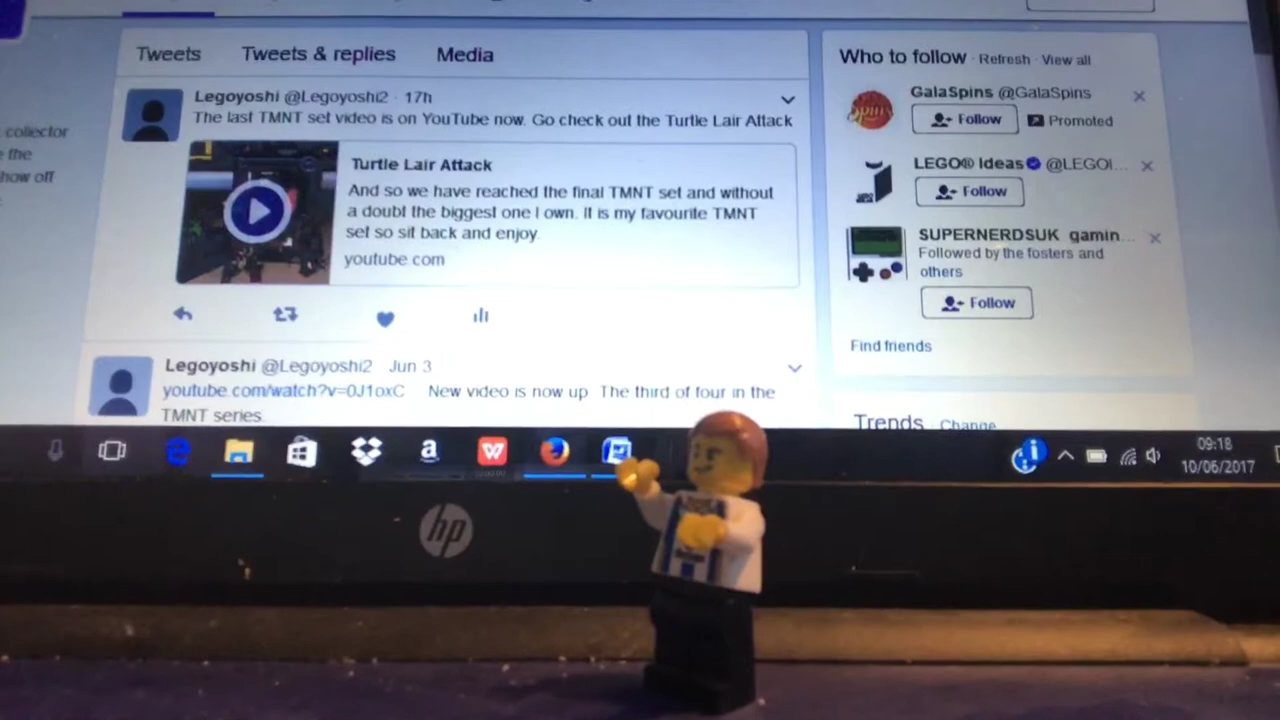 Tweets Tweets & replies Media
Legoyoshi @Legoyoshi2 · 17h
The last TMNT set video is on YouTube now. Go check out the Turtle Lair Attack
Turtle Lair Attack
And so we have reached the final TMNT set and without
a doubt the biggest one I own. It is my favourite TMNT
set so sit back and enjoy.
youtube.com
Legoyoshi @Legoyoshi2 Jun 3
youtube.com/watch?v=0J1oxC New video is now up The third of four in the
TMNT series.
collector
the
how off
Who to follow · Refresh · View all
GalaSpins @GalaSpins
Follow
Promoted
LEGO® Ideas @LEGOI...
Follow
SUPERNERDSUK gamin...
Followed by the fosters and
others
Follow
Find friends
Trends · Change
09:18
10/06/2017
hp